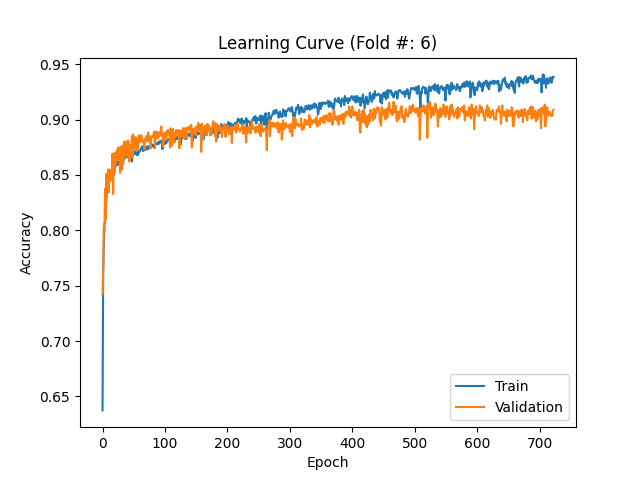 Learning Curve (Fold #: 6)
0.95
0.90
0.85
0.80
0.75
0.70
0.65
Accuracy
0 100 200 300 400 500 600 700
Epoch
Train
Validation